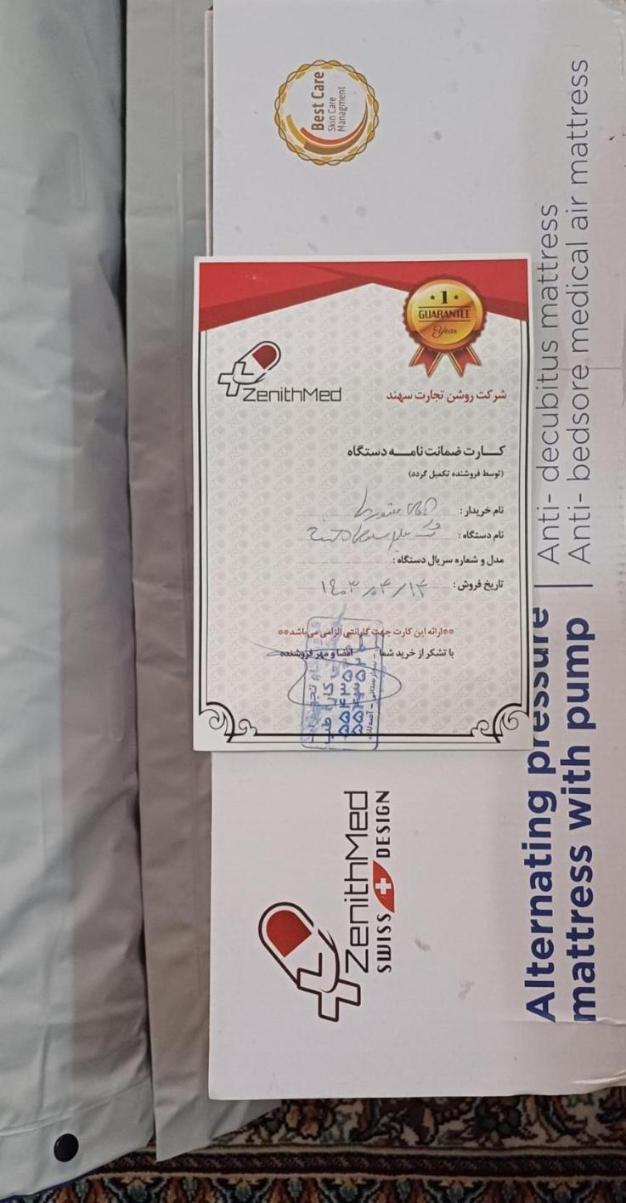 Best Care
Skin Care
Managment
1
GUARANTEE
Year
ZenithMed
شرکت روشن تجارت سهند
کارت ضمانت نامه دستگاه
(توسط فروشنده تکمیل گردد)
نام خریدار:
نام دستگاه:
مدل و شماره سریال دستگاه:
تاریخ فروش: ۱۴۰۳/۰۴/۱۴
**ارائه این کارت جهت گارانتی الزامی می‌باشد**
با تشکر از خرید شما امضا و مهر فروشنده
ZenithMed
SWISS DESIGN
Alternating pressure
mattress with pump
Anti- decubitus mattress
Anti- bedsore medical air mattress